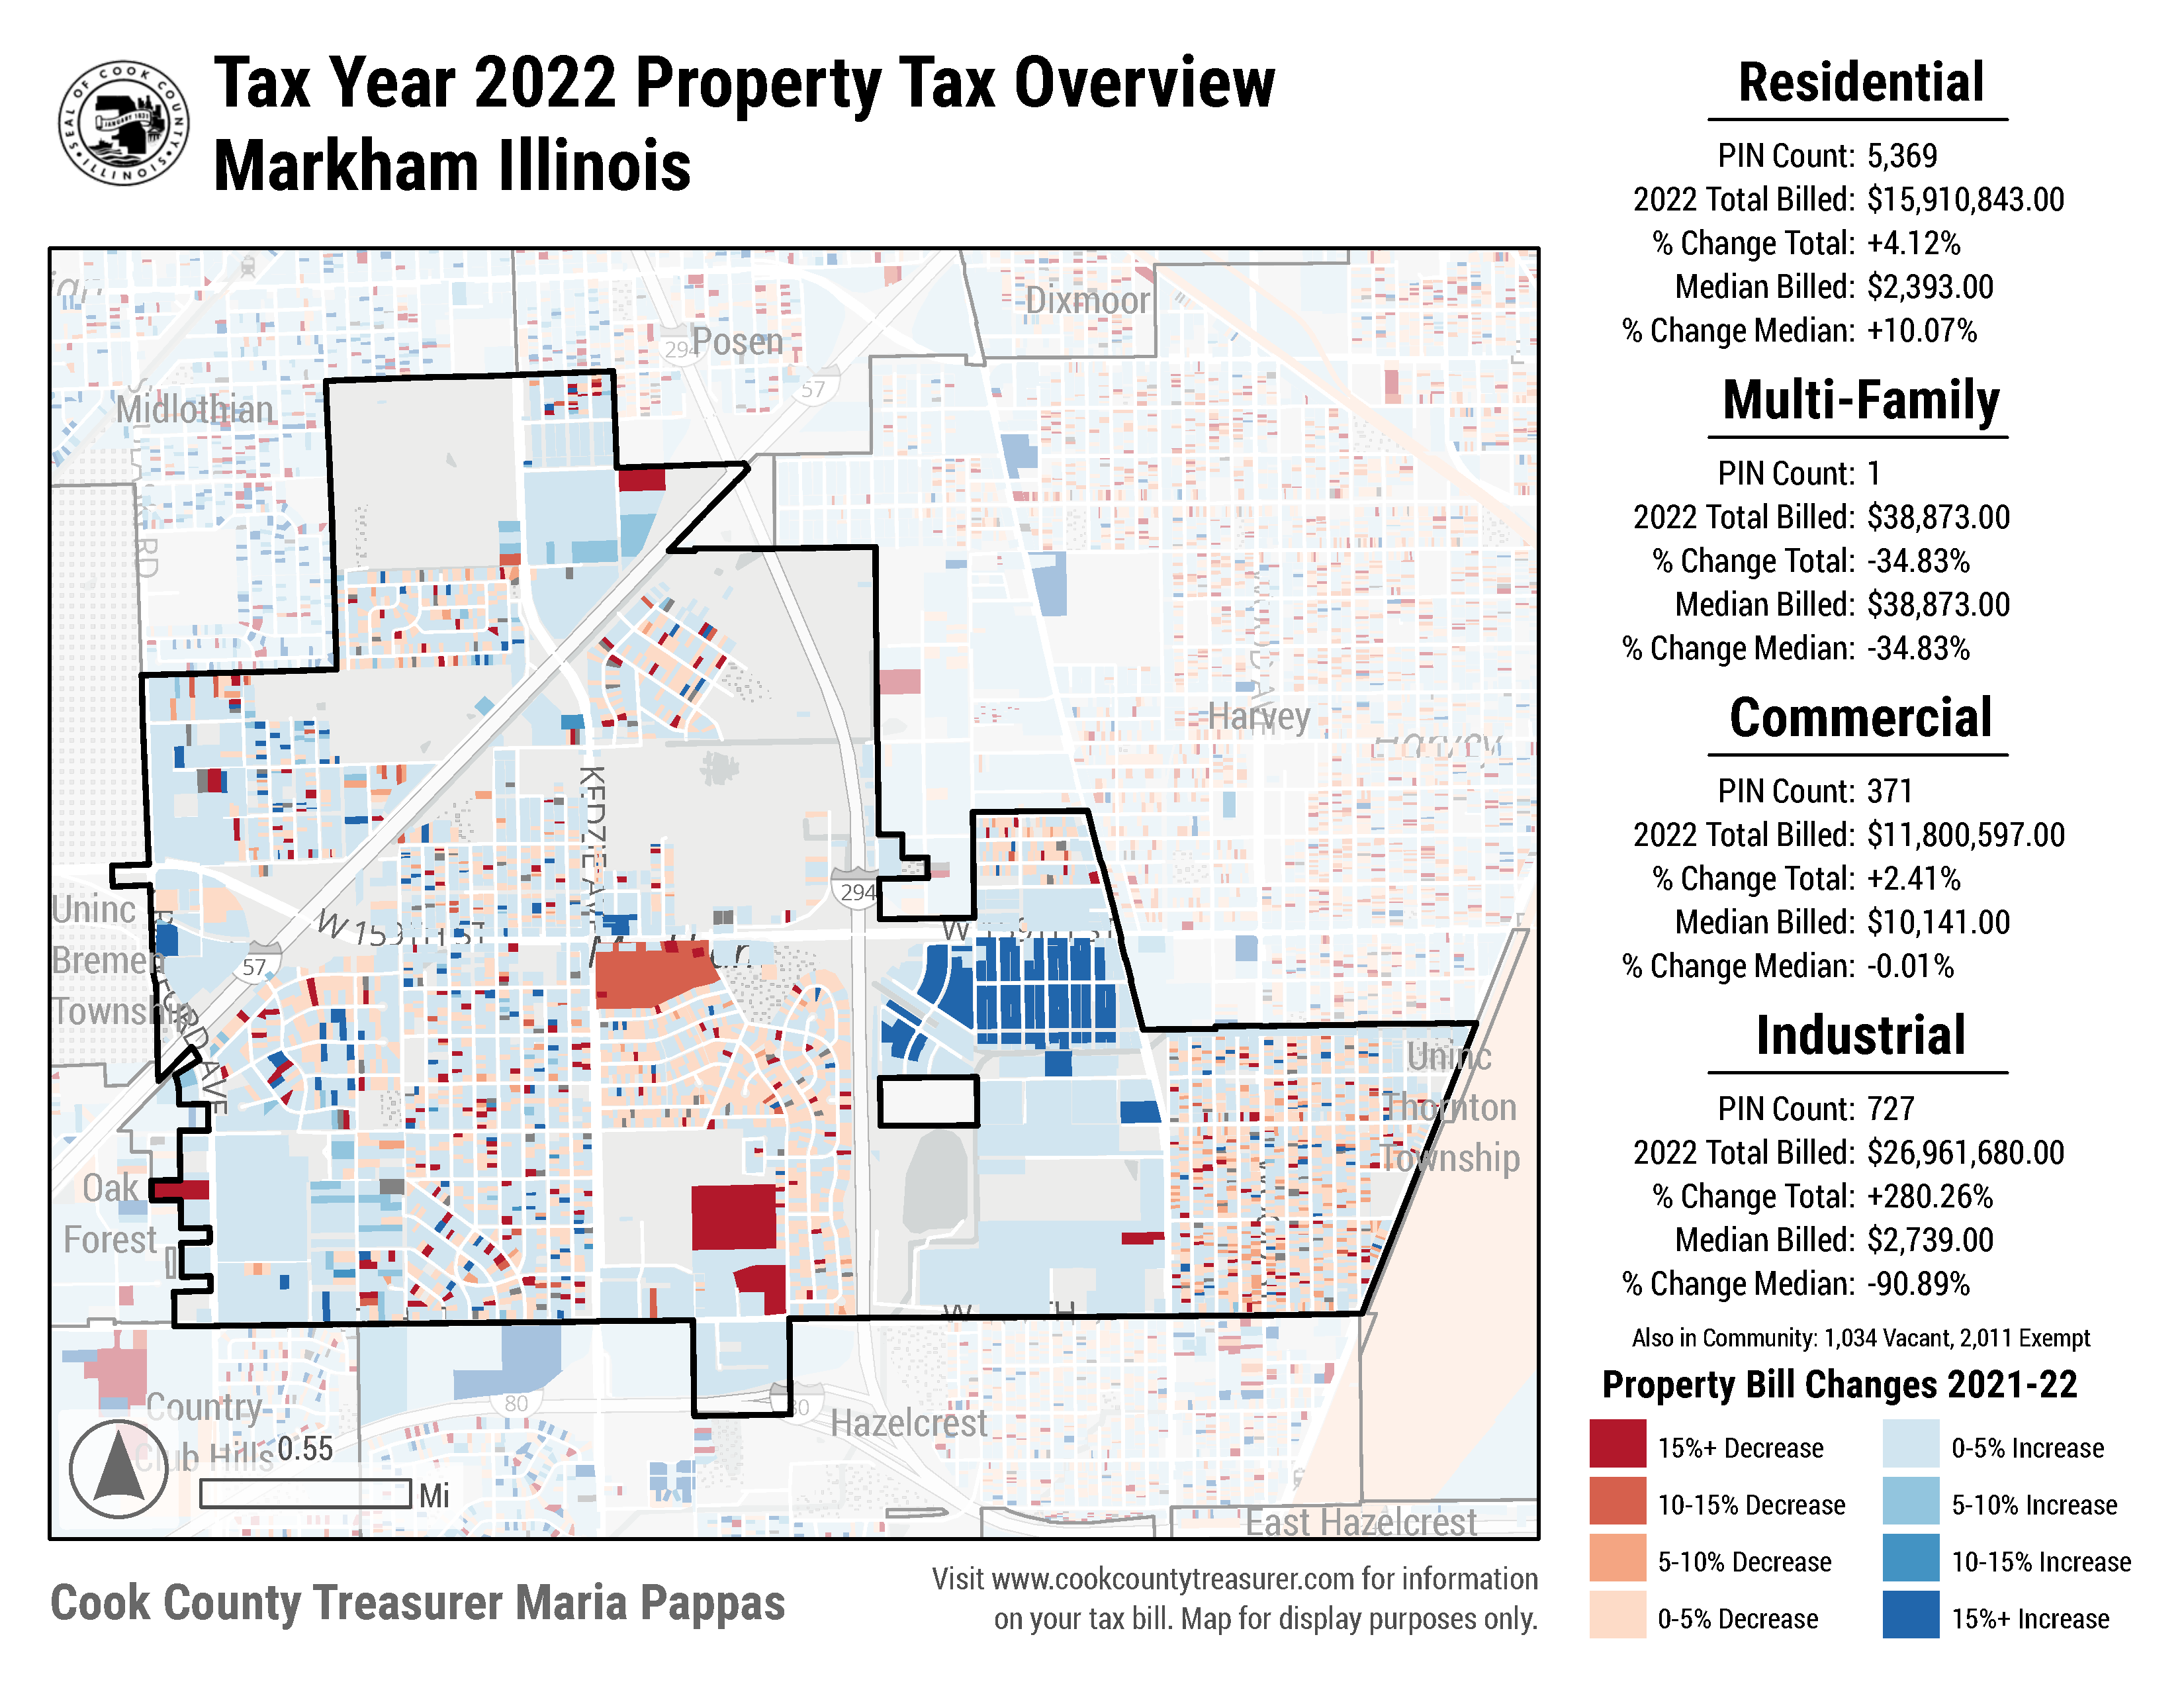 SEAL OF COOK COUNTY
ILLINOIS
JANUARY 1831
Tax Year 2022 Property Tax Overview
Markham Illinois
Dixmoor
Posen
294
57
Midlothian
RD
Harvey
Harvey
KEDZIE AVE
294
W 159TH ST
W 159TH ST
57
Uninc
Bremen
Township
RD AVE
Uninc
Thornton
Township
Oak
Forest
W
H
80
80
Hazelcrest
Country
Club Hills
0.55
Mi
East Hazelcrest
Cook County Treasurer Maria Pappas
Visit www.cookcountytreasurer.com for information
on your tax bill. Map for display purposes only.
Residential
PIN Count: 5,369
2022 Total Billed: $15,910,843.00
% Change Total: +4.12%
Median Billed: $2,393.00
% Change Median: +10.07%
Multi-Family
PIN Count: 1
2022 Total Billed: $38,873.00
% Change Total: -34.83%
Median Billed: $38,873.00
% Change Median: -34.83%
Commercial
PIN Count: 371
2022 Total Billed: $11,800,597.00
% Change Total: +2.41%
Median Billed: $10,141.00
% Change Median: -0.01%
Industrial
PIN Count: 727
2022 Total Billed: $26,961,680.00
% Change Total: +280.26%
Median Billed: $2,739.00
% Change Median: -90.89%
Also in Community: 1,034 Vacant, 2,011 Exempt
Property Bill Changes 2021-22
15%+ Decrease
10-15% Decrease
5-10% Decrease
0-5% Decrease
0-5% Increase
5-10% Increase
10-15% Increase
15%+ Increase